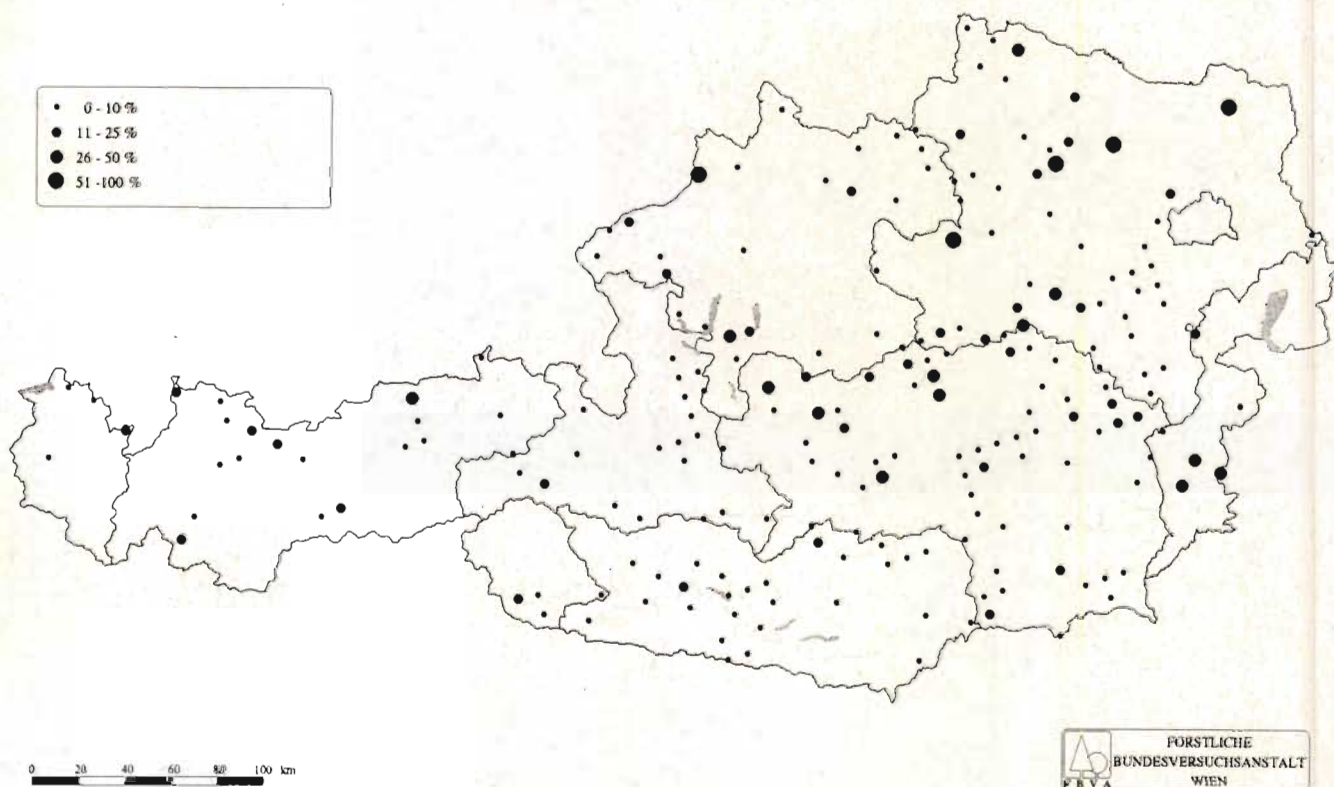 0 - 10 %
11 - 25 %
26 - 50 %
51 - 100 %
0 20 40 60 80 100 km
FORSTLICHE
BUNDESVERSUCHSANSTALT
WIEN
F B V A